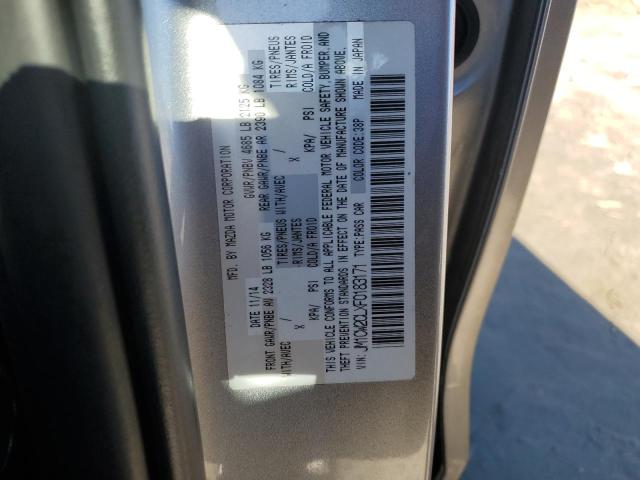 MFD. BY MAZDA MOTOR CORPORATION
DATE 11/14 GVWR/PNBV 4685 LB 2125 KG
FRONT GAWR/PNBE AV 2328 LB 1056 KG REAR GAWR/PNBE AR 2390 LB 1084 KG
WITH/AVEC TIRES/PNEUS WITH/AVEC TIRES/PNEUS
X RIMS/JANTES X RIMS/JANTES
KPA/ PSI COLD/A FROID KPA/ PSI COLD/A FROID
THIS VEHICLE CONFORMS TO ALL APPLICABLE FEDERAL MOTOR VEHICLE SAFETY, BUMPER, AND
THEFT PREVENTION STANDARDS IN EFFECT ON THE DATE OF MANUFACTURE SHOWN ABOVE.
VIN: JM1CW2CLXF0183171 TYPE:PASS CAR COLOR CODE:38P MADE IN JAPAN